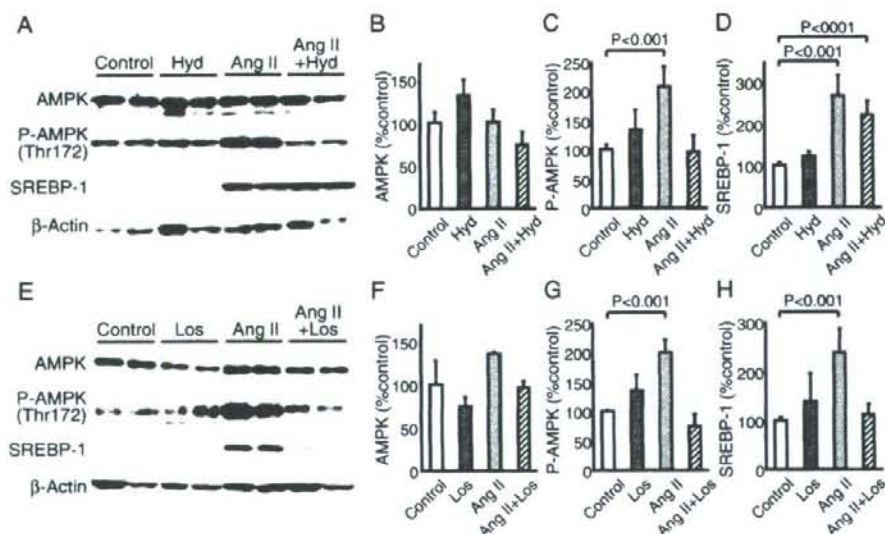 A
Control Hyd Ang II Ang II
+Hyd
AMPK
P-AMPK
(Thr172)
SREBP-1
β-Actin
B
AMPK (%control)
150
100
50
0
Control Hyd Ang II Ang II+Hyd
C
P<0.001
P-AMPK (%control)
250
200
150
100
50
0
Control Hyd Ang II Ang II+Hyd
D
P<0001
P<0.001
SREBP-1 (%control)
300
200
100
0
Control Hyd Ang II Ang II+Hyd
E
Control Los Ang II Ang II
+Los
AMPK
P-AMPK
(Thr172)
SREBP-1
β-Actin
F
AMPK (%control)
150
100
50
0
Control Los Ang II Ang II+Los
G
P<0.001
P-AMPK (%control)
250
200
150
100
50
0
Control Los Ang II Ang II+Los
H
P<0.001
SREBP-1 (%control)
300
200
100
0
Control Los Ang II Ang II+Los